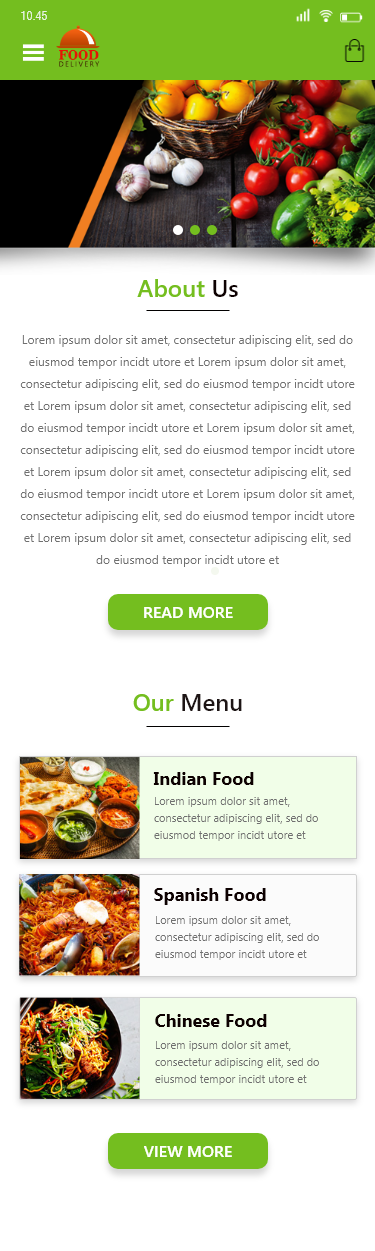 10.45
FOOD
DELIVERY
About Us
Lorem ipsum dolor sit amet, consectetur adipiscing elit, sed do
eiusmod tempor incidt utore et Lorem ipsum dolor sit amet,
consectetur adipiscing elit, sed do eiusmod tempor incidt utore
et Lorem ipsum dolor sit amet, consectetur adipiscing elit, sed
do eiusmod tempor incidt utore et Lorem ipsum dolor sit amet,
consectetur adipiscing elit, sed do eiusmod tempor incidt utore
et Lorem ipsum dolor sit amet, consectetur adipiscing elit, sed
do eiusmod tempor incidt utore et Lorem ipsum dolor sit amet,
consectetur adipiscing elit, sed do eiusmod tempor incidt utore
et Lorem ipsum dolor sit amet, consectetur adipiscing elit, sed
do eiusmod tempor incidt utore et
READ MORE
Our Menu
Indian Food
Lorem ipsum dolor sit amet,
consectetur adipiscing elit, sed do
eiusmod tempor incidt utore et
Spanish Food
Lorem ipsum dolor sit amet,
consectetur adipiscing elit, sed do
eiusmod tempor incidt utore et
Chinese Food
Lorem ipsum dolor sit amet,
consectetur adipiscing elit, sed do
eiusmod tempor incidt utore et
VIEW MORE